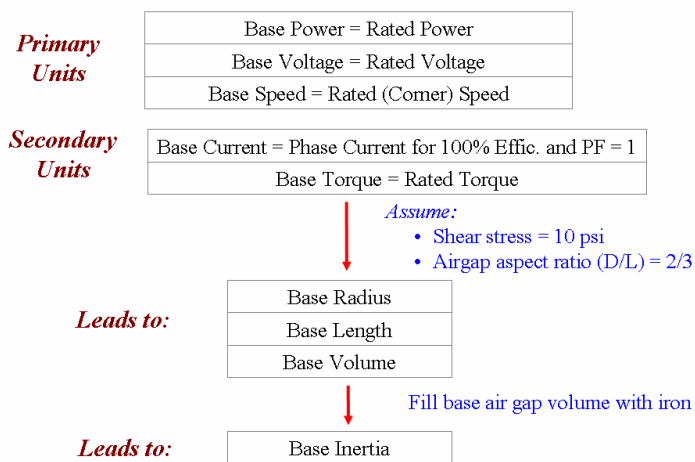 Primary
Units
Base Power = Rated Power
Base Voltage = Rated Voltage
Base Speed = Rated (Corner) Speed
Secondary
Units
Base Current = Phase Current for 100% Effic. and PF = 1
Base Torque = Rated Torque
Assume:
• Shear stress = 10 psi
• Airgap aspect ratio (D/L) = 2/3
Leads to:
Base Radius
Base Length
Base Volume
Fill base air gap volume with iron
Leads to:
Base Inertia